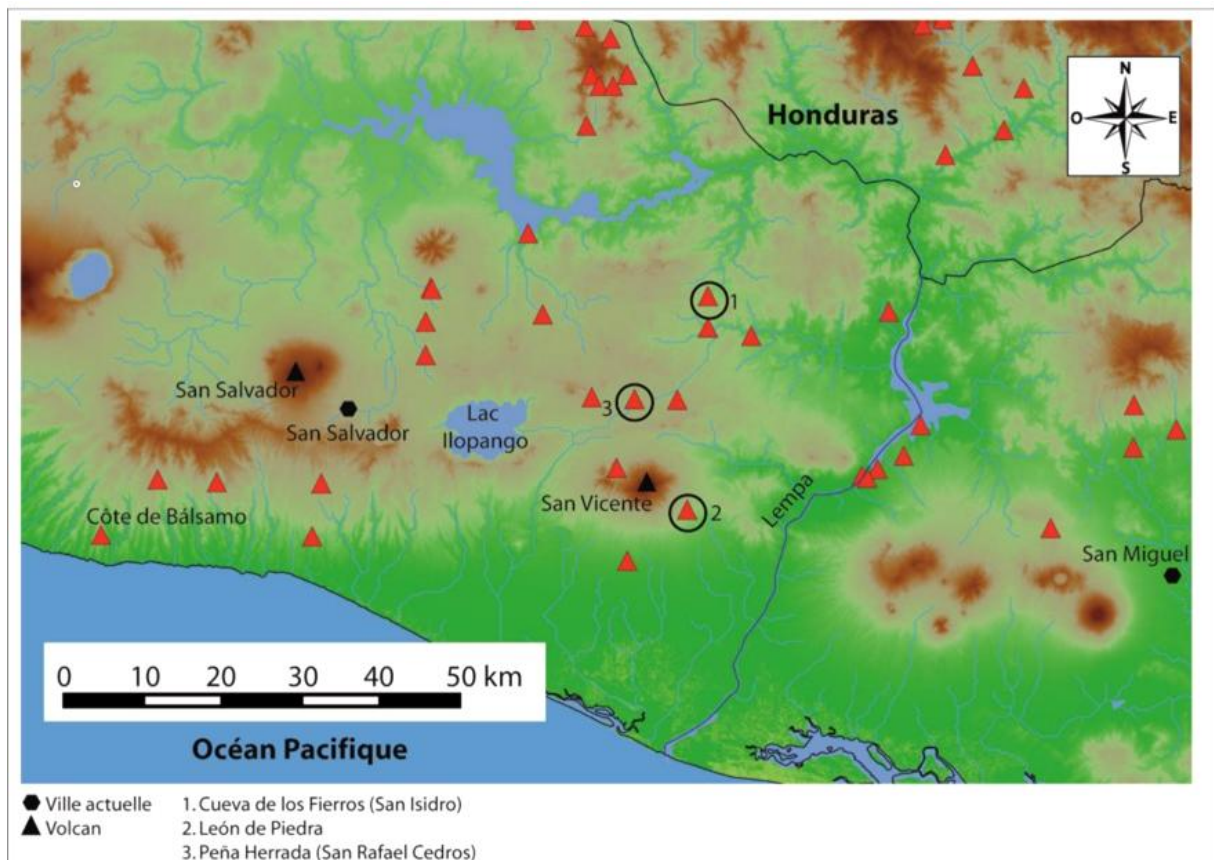 Honduras
N
O
E
S
1
San Salvador
San Salvador
Lac
Ilopango
3
San Vicente
2
Lempa
Côte de Bálsamo
San Miguel
0 10 20 30 40 50 km
Océan Pacifique
Ville actuelle
Volcan
1. Cueva de los Fierros (San Isidro)
2. León de Piedra
3. Peña Herrada (San Rafael Cedros)